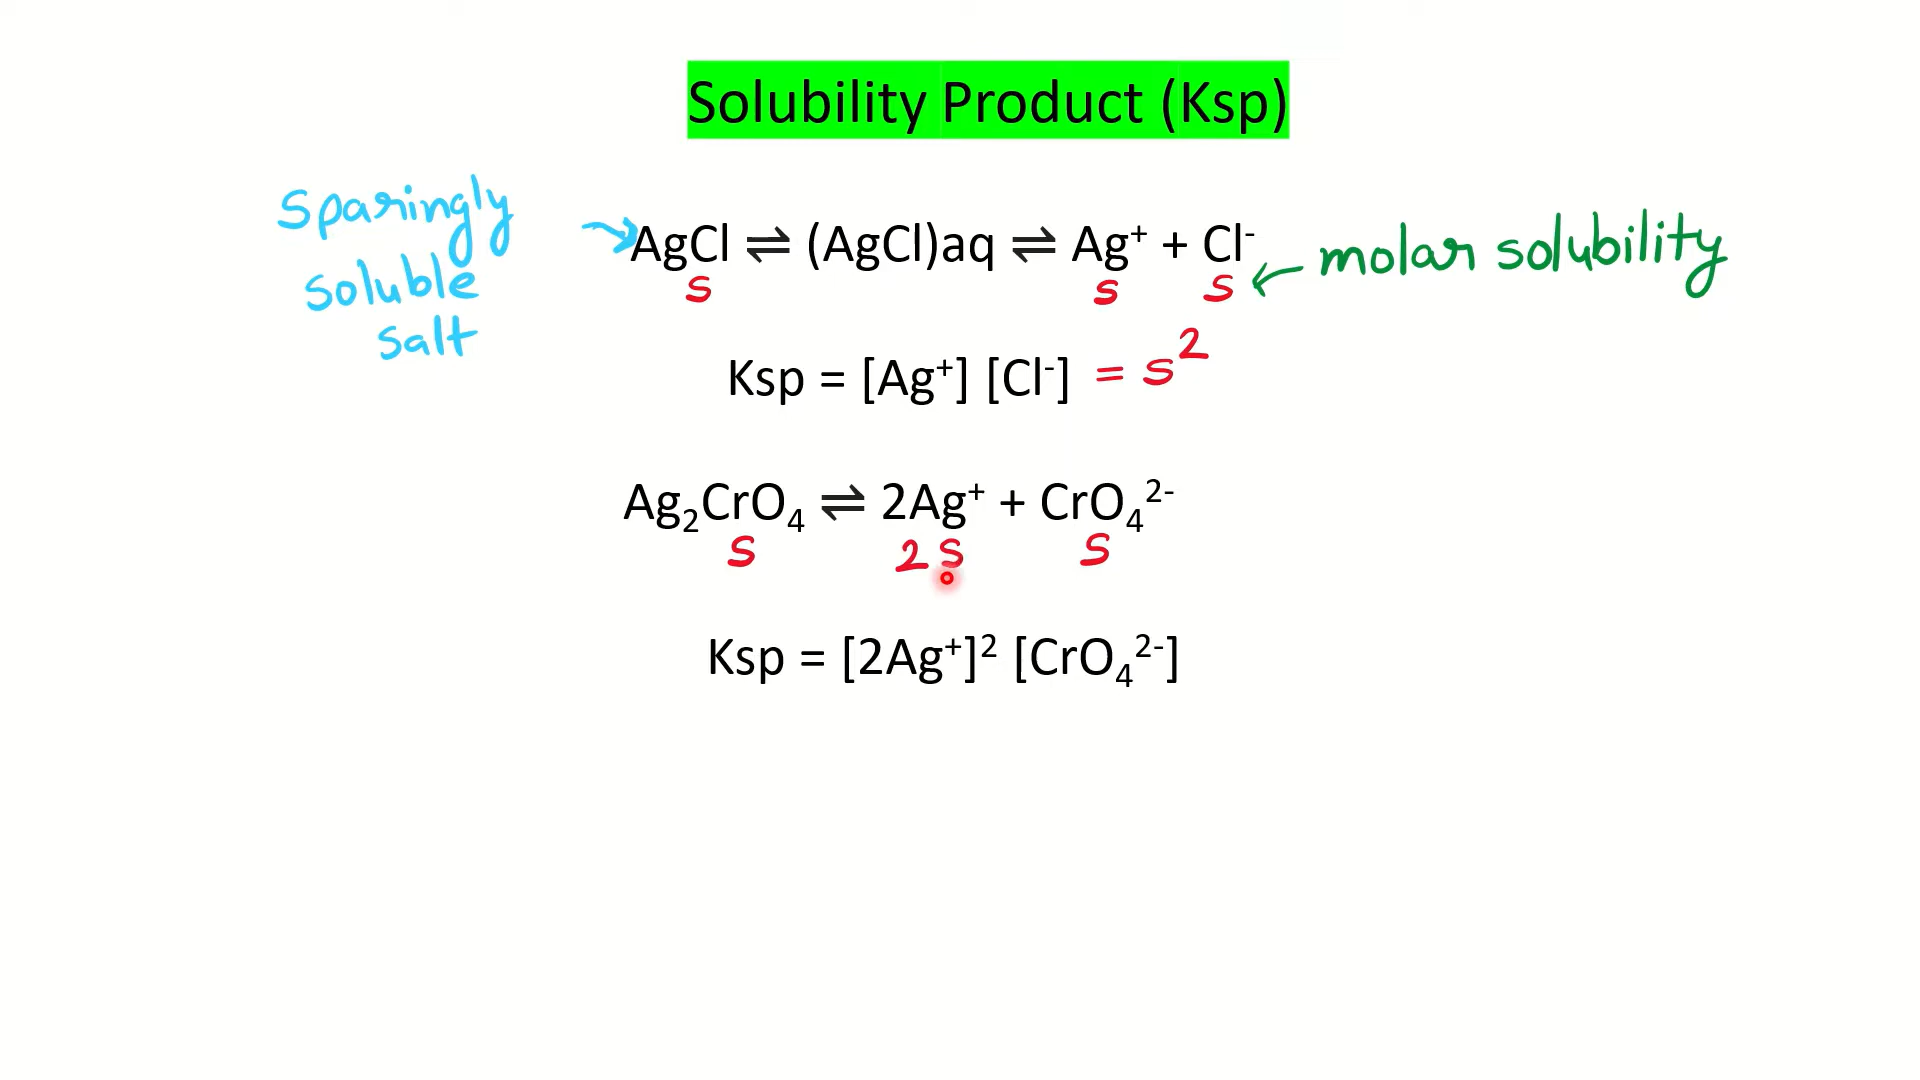 Solubility Product (Ksp)
sparingly
soluble
salt
AgCl ⇌ (AgCl)aq ⇌ Ag⁺ + Cl⁻
s s s
molar solubility
Ksp = [Ag⁺] [Cl⁻] = s²
Ag₂CrO₄ ⇌ 2Ag⁺ + CrO₄²⁻
s 2s s
Ksp = [2Ag⁺]² [CrO₄²⁻]